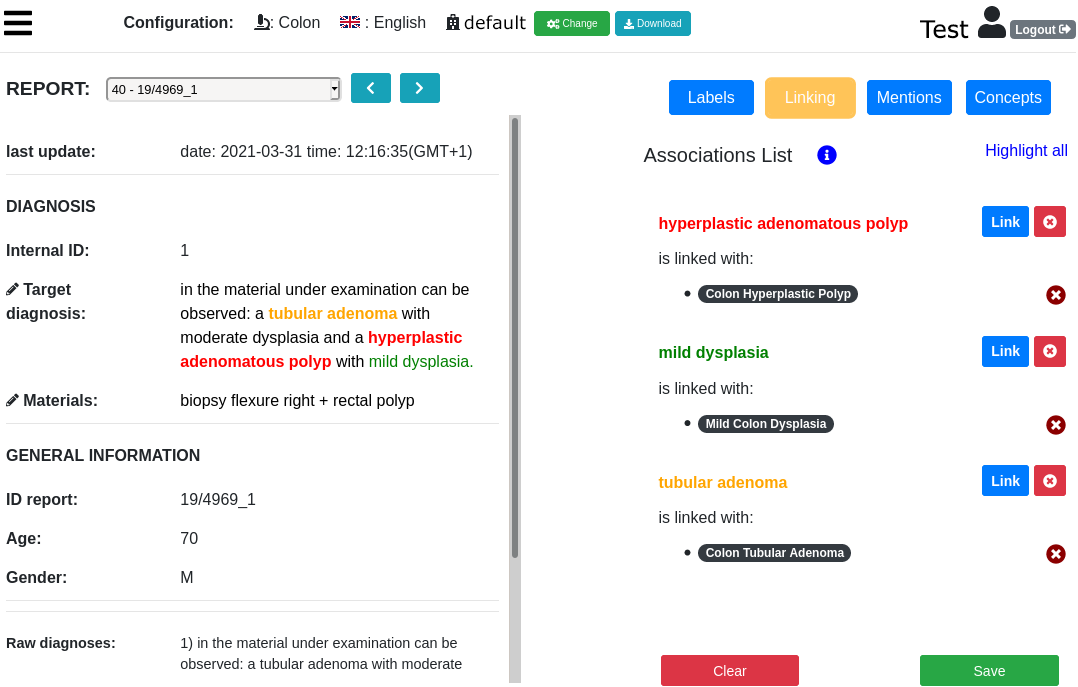 Configuration: : Colon : English default Change Download Test Logout
REPORT: 40 - 19/4969_1
Labels Linking Mentions Concepts
last update: date: 2021-03-31 time: 12:16:35(GMT+1)
DIAGNOSIS
Internal ID: 1
Target diagnosis: in the material under examination can be
observed: a tubular adenoma with
moderate dysplasia and a hyperplastic
adenomatous polyp with mild dysplasia.
Materials: biopsy flexure right + rectal polyp
GENERAL INFORMATION
ID report: 19/4969_1
Age: 70
Gender: M
Raw diagnoses: 1) in the material under examination can be
observed: a tubular adenoma with moderate
Associations List
Highlight all
hyperplastic adenomatous polyp Link
is linked with:
• Colon Hyperplastic Polyp
mild dysplasia Link
is linked with:
• Mild Colon Dysplasia
tubular adenoma Link
is linked with:
• Colon Tubular Adenoma
Clear Save